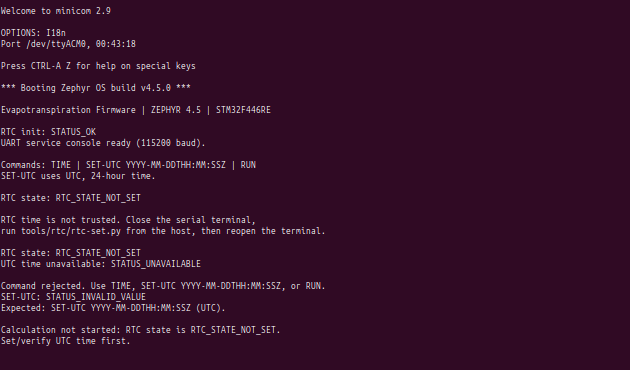 Welcome to minicom 2.9
OPTIONS: I18n
Port /dev/ttyACM0, 00:43:18
Press CTRL-A Z for help on special keys
*** Booting Zephyr OS build v4.5.0 ***
Evapotranspiration Firmware | ZEPHYR 4.5 | STM32F446RE
RTC init: STATUS_OK
UART service console ready (115200 baud).
Commands: TIME | SET-UTC YYYY-MM-DDTHH:MM:SSZ | RUN
SET-UTC uses UTC, 24-hour time.
RTC state: RTC_STATE_NOT_SET
RTC time is not trusted. Close the serial terminal,
run tools/rtc/rtc-set.py from the host, then reopen the terminal.
RTC state: RTC_STATE_NOT_SET
UTC time unavailable: STATUS_UNAVAILABLE
Command rejected. Use TIME, SET-UTC YYYY-MM-DDTHH:MM:SSZ, or RUN.
SET-UTC: STATUS_INVALID_VALUE
Expected: SET-UTC YYYY-MM-DDTHH:MM:SSZ (UTC).
Calculation not started: RTC state is RTC_STATE_NOT_SET.
Set/verify UTC time first.